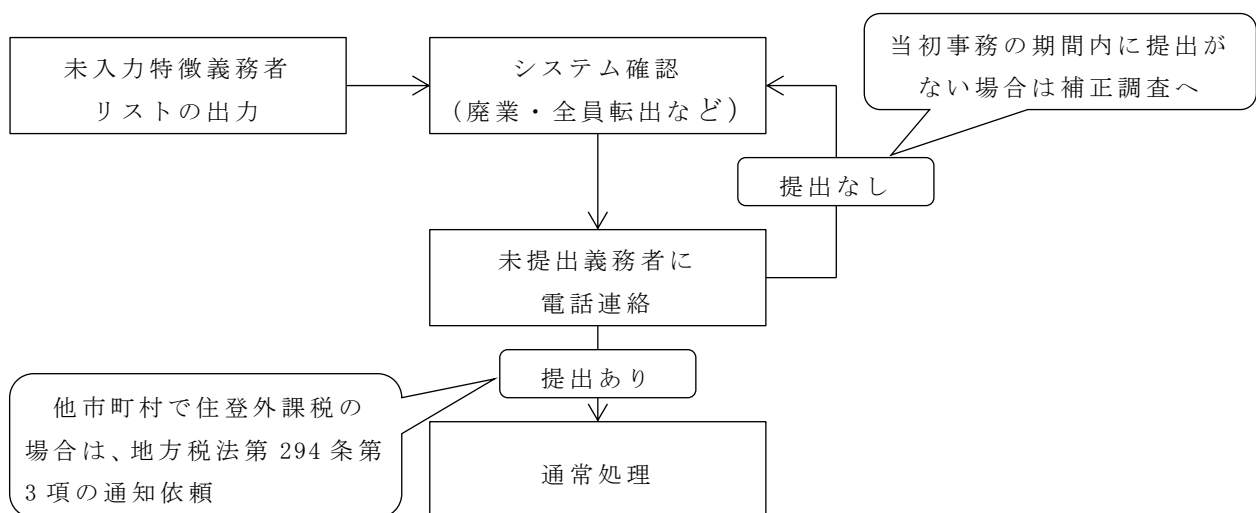 未入力特徴義務者
リストの出力
システム確認
(廃業・全員転出など)
当初事務の期間内に提出が
ない場合は補正調査へ
提出なし
未提出義務者に
電話連絡
提出あり
他市町村で住登外課税の
場合は、地方税法第 294 条第
3 項の通知依頼
通常処理